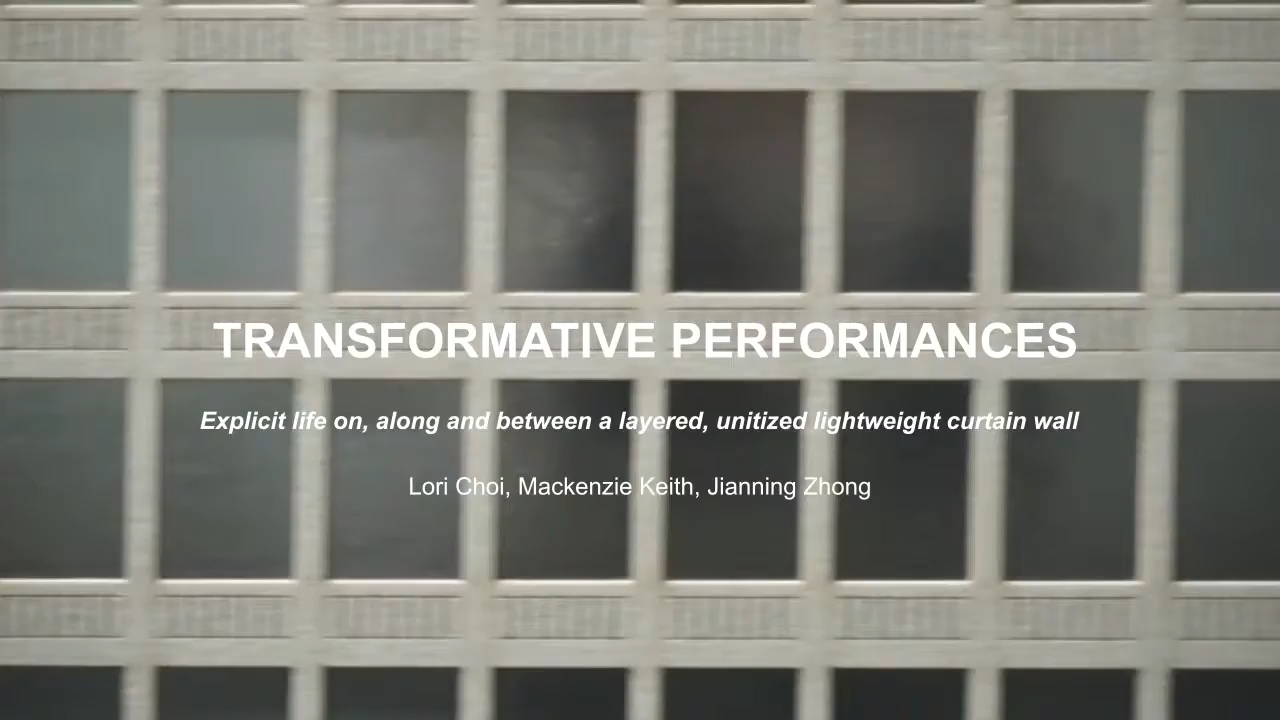 TRANSFORMATIVE PERFORMANCES
Explicit life on, along and between a layered, unitized lightweight curtain wall
Lori Choi, Mackenzie Keith, Jianning Zhong